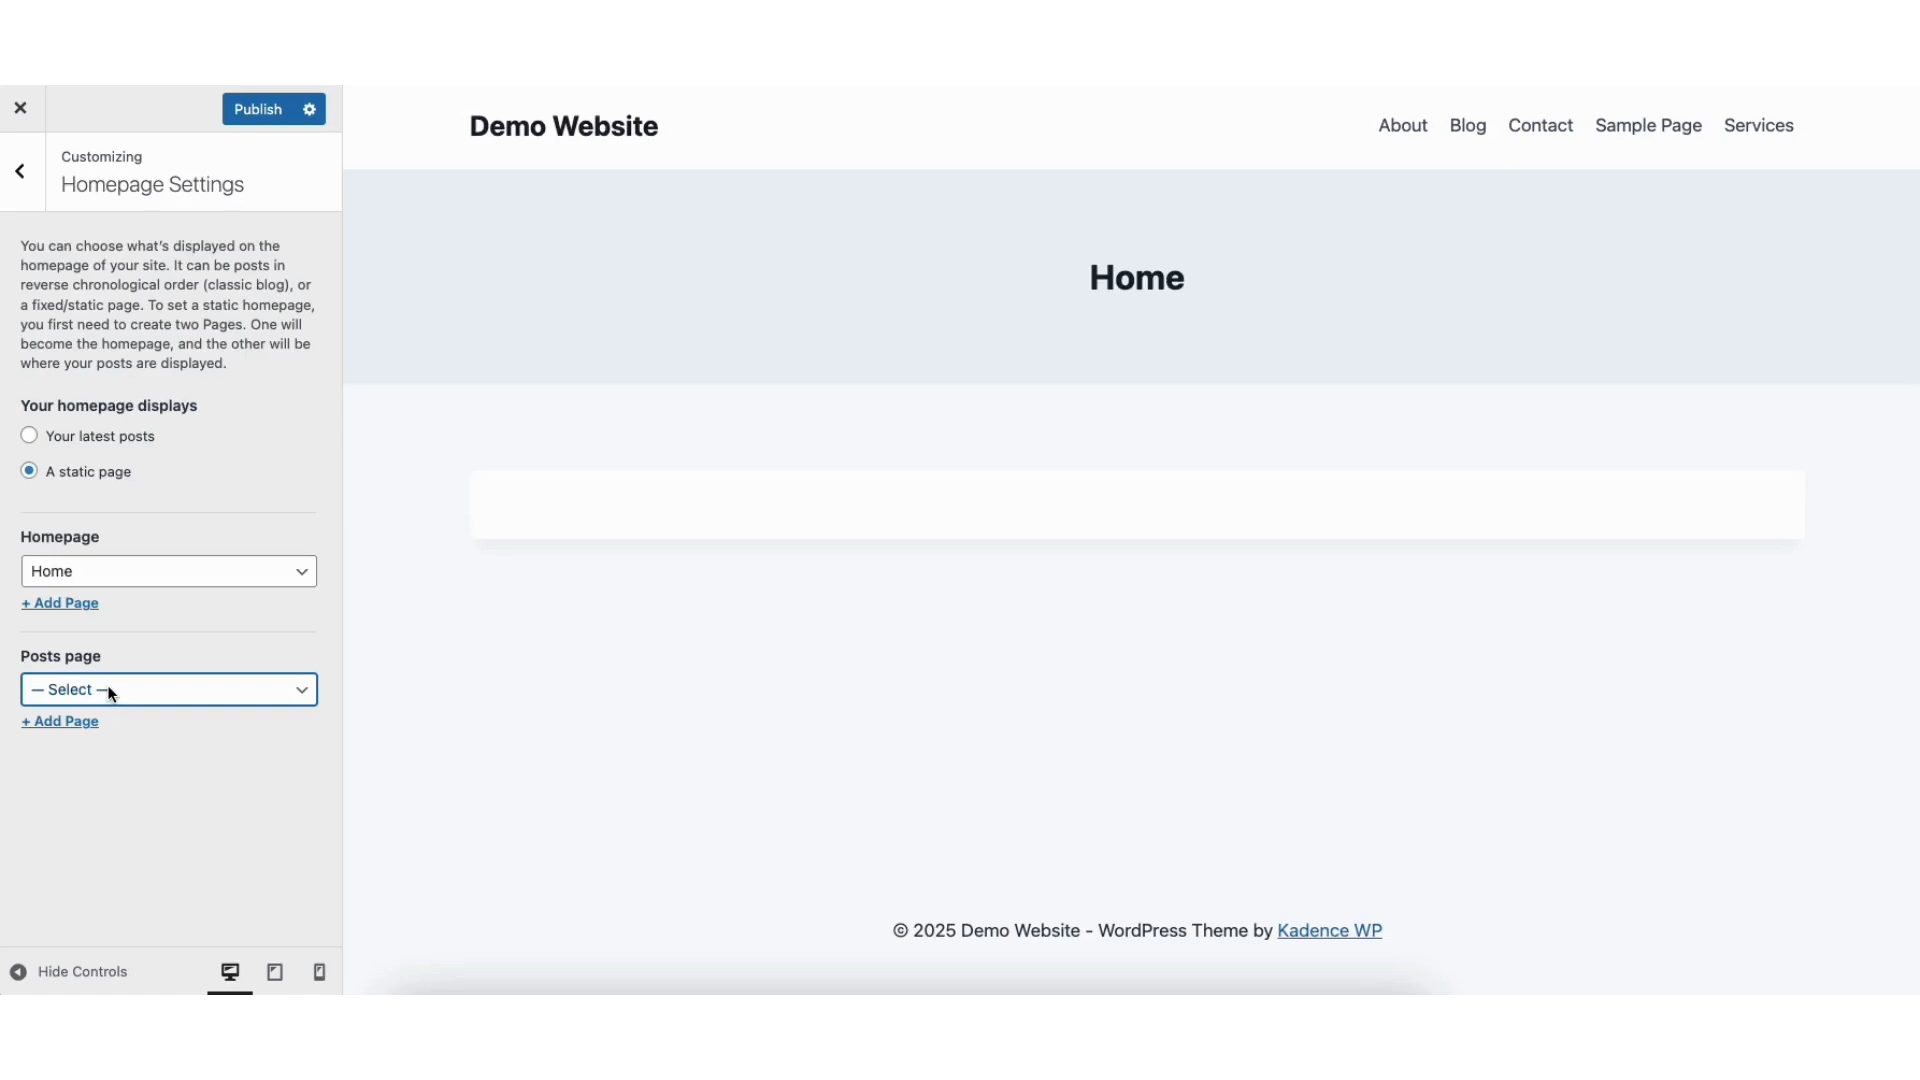 Publish
Customizing
Homepage Settings
You can choose what's displayed on the
homepage of your site. It can be posts in
reverse chronological order (classic blog), or
a fixed/static page. To set a static homepage,
you first need to create two Pages. One will
become the homepage, and the other will be
where your posts are displayed.
Your homepage displays
Your latest posts
A static page
Homepage
Home
+ Add Page
Posts page
— Select —
+ Add Page
Hide Controls
Demo Website
About Blog Contact Sample Page Services
Home
© 2025 Demo Website - WordPress Theme by Kadence WP